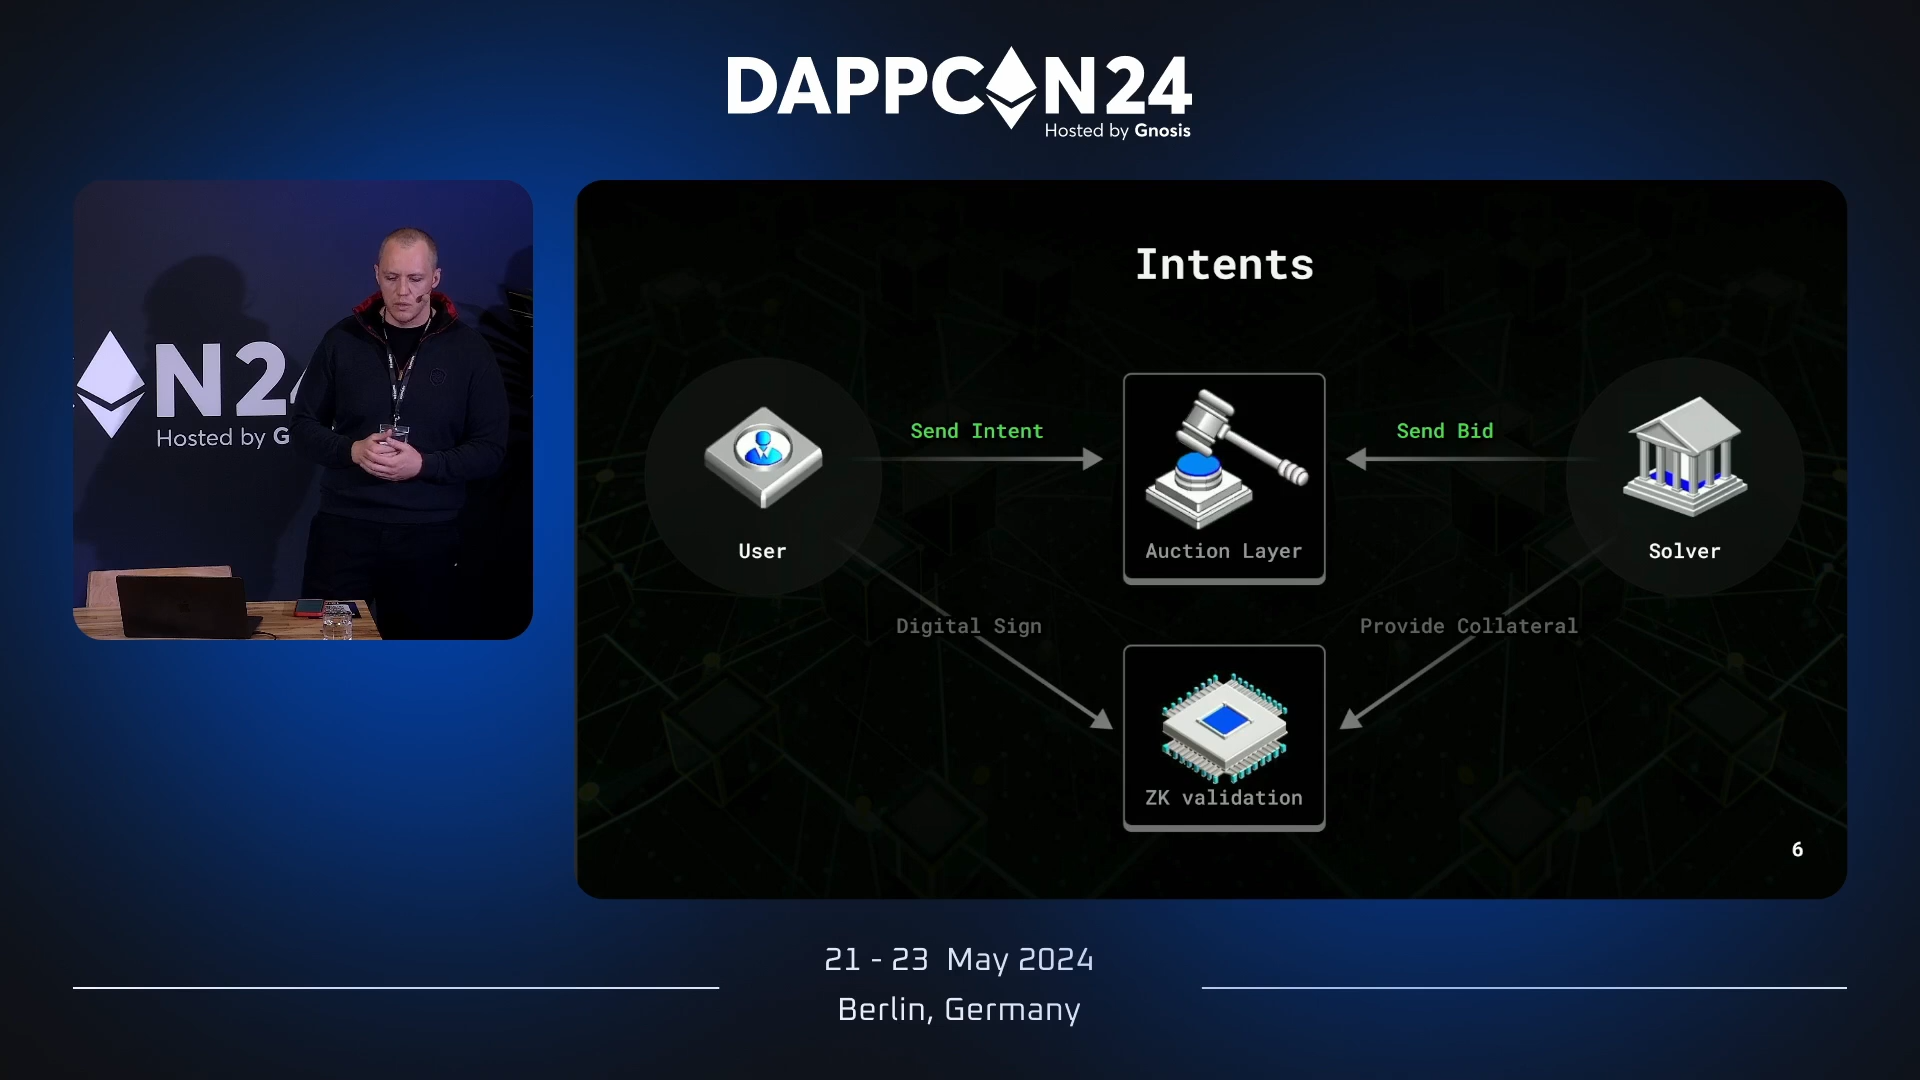 DAPPCON24
Hosted by Gnosis
N2
Hosted by G
Intents
Send Intent
Send Bid
User
Auction Layer
Solver
Digital Sign
Provide Collateral
ZK validation
6
21 - 23 May 2024
Berlin, Germany